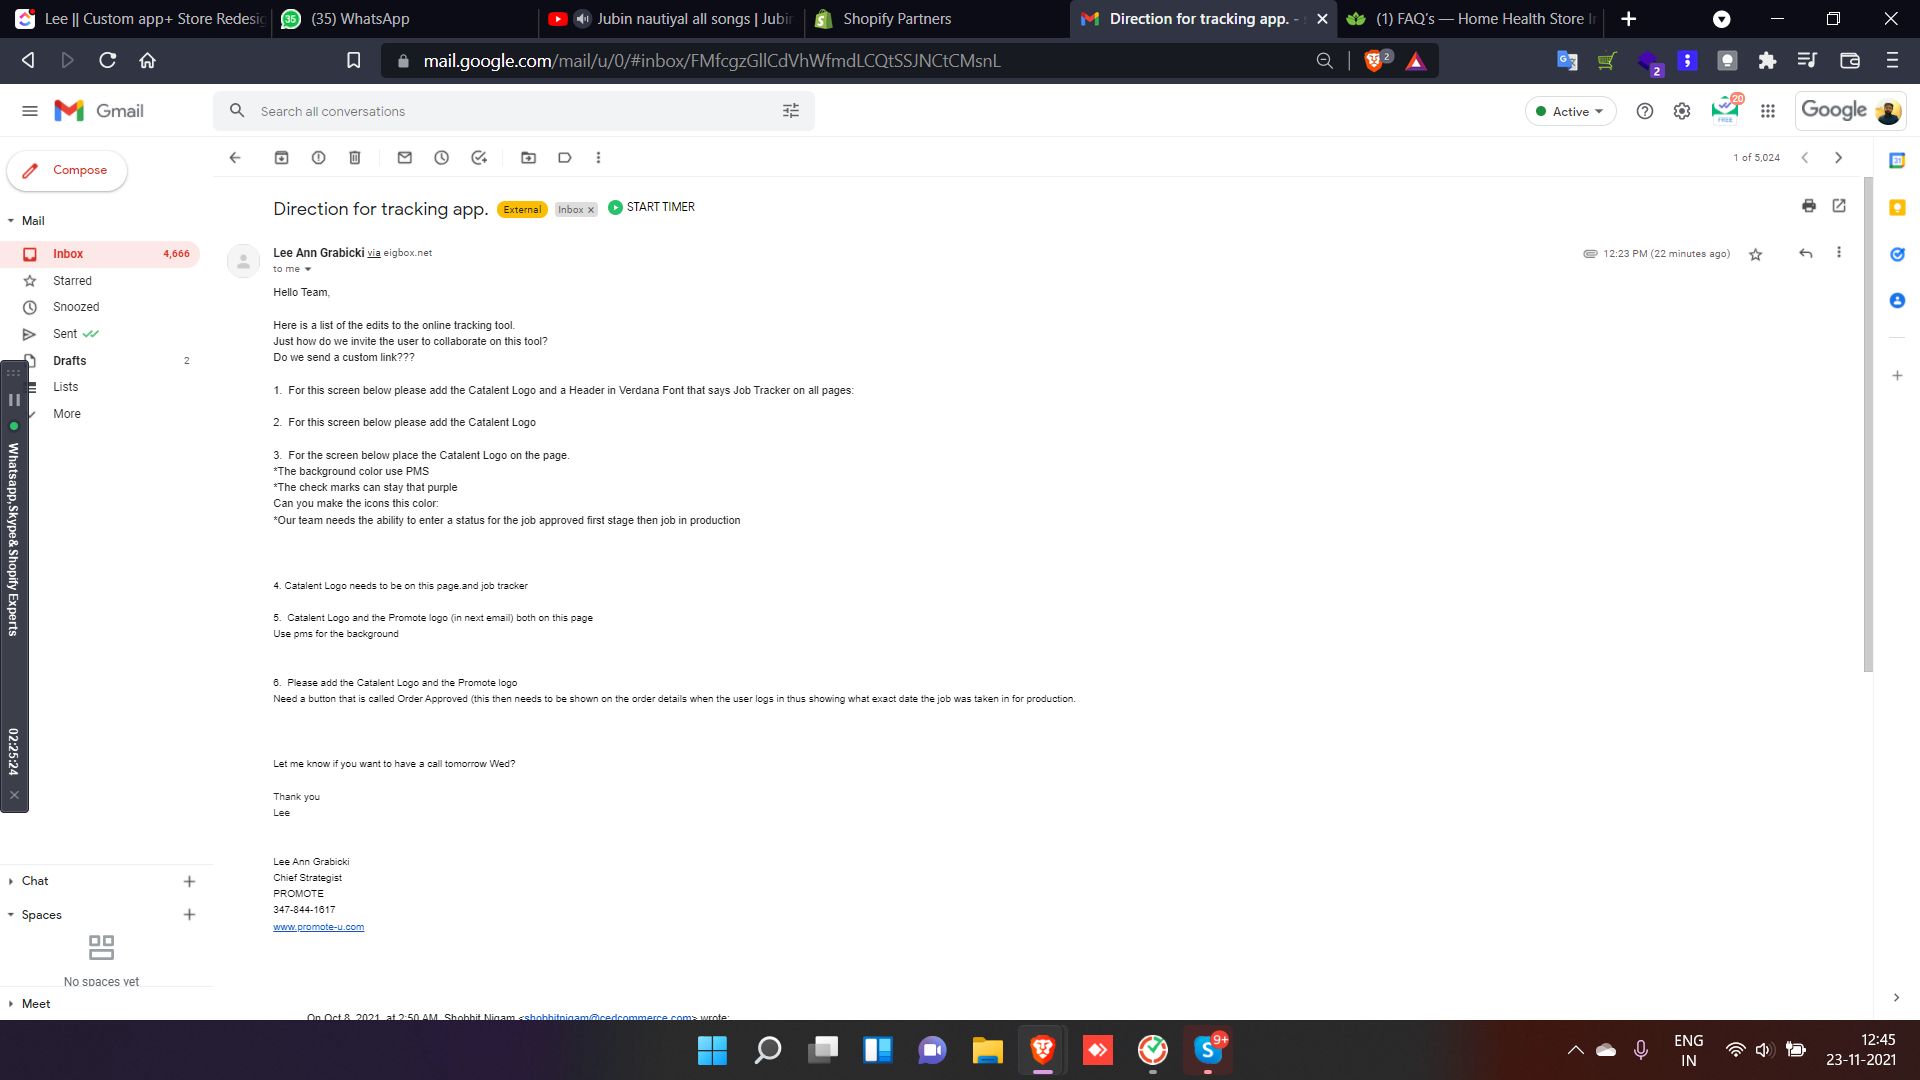 Lee || Custom app+ Store Redesig
(35) WhatsApp
Jubin nautiyal all songs | Jubin
Shopify Partners
Direction for tracking app. - s
(1) FAQ's — Home Health Store In
mail.google.com/mail/u/0/#inbox/FMfcgzGllCdVhWfmdLCQtSSJNCtCMsnL
2
2
Gmail
Search all conversations
Active
20
FREE
Google
Compose
1 of 5,024
Mail
Inbox 4,666
Starred
Snoozed
Sent
Drafts 2
Lists
More
Whatsapp,Skype&Shopify Experts
02:25:24
Direction for tracking app.
External
Inbox x
START TIMER
Lee Ann Grabicki via eigbox.net
12:23 PM (22 minutes ago)
to me
Hello Team,
Here is a list of the edits to the online tracking tool.
Just how do we invite the user to collaborate on this tool?
Do we send a custom link???
1. For this screen below please add the Catalent Logo and a Header in Verdana Font that says Job Tracker on all pages:
2. For this screen below please add the Catalent Logo
3. For the screen below place the Catalent Logo on the page.
*The background color use PMS
*The check marks can stay that purple
Can you make the icons this color:
*Our team needs the ability to enter a status for the job approved first stage then job in production
4. Catalent Logo needs to be on this page.and job tracker
5. Catalent Logo and the Promote logo (in next email) both on this page
Use pms for the background
6. Please add the Catalent Logo and the Promote logo
Need a button that is called Order Approved (this then needs to be shown on the order details when the user logs in thus showing what exact date the job was taken in for production.
Let me know if you want to have a call tomorrow Wed?
Thank you
Lee
Lee Ann Grabicki
Chief Strategist
PROMOTE
347-844-1617
www.promote-u.com
On Oct 8, 2021, at 2:50 AM, Shobhit Nigam <shobhitnigam@cedcommerce.com> wrote:
Chat
Spaces
No spaces yet
Meet
9+
ENG
IN
12:45
23-11-2021